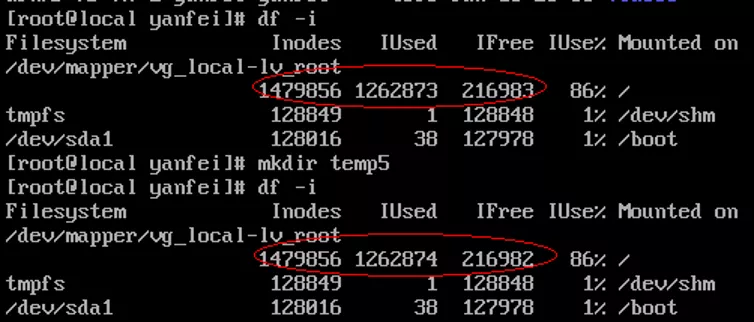 [root@local yanfei]# df -i
Filesystem Inodes IUsed IFree IUse% Mounted on
/dev/mapper/vg_local-lv_root
1479856 1262873 216983 86% /
tmpfs 128849 1 128848 1% /dev/shm
/dev/sda1 128016 38 127978 1% /boot
[root@local yanfei]# mkdir temp5
[root@local yanfei]# df -i
Filesystem Inodes IUsed IFree IUse% Mounted on
/dev/mapper/vg_local-lv_root
1479856 1262874 216982 86% /
tmpfs 128849 1 128848 1% /dev/shm
/dev/sda1 128016 38 127978 1% /boot